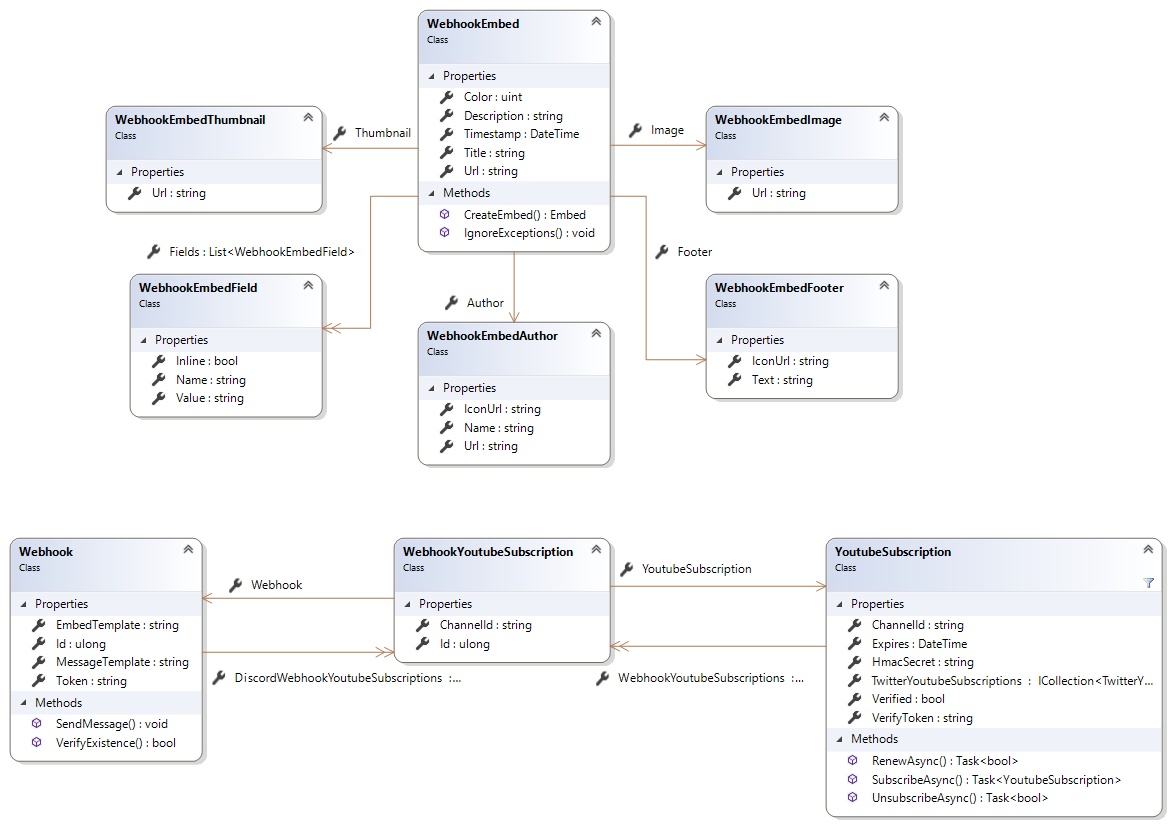 WebhookEmbed
Class
Properties
Color : uint
Description : string
Timestamp : DateTime
Title : string
Url : string
Methods
CreateEmbed() : Embed
IgnoreExceptions() : void
WebhookEmbedThumbnail
Class
Properties
Url : string
Thumbnail
Image
WebhookEmbedImage
Class
Properties
Url : string
Fields : List<WebhookEmbedField>
WebhookEmbedField
Class
Properties
Inline : bool
Name : string
Value : string
Author
WebhookEmbedAuthor
Class
Properties
IconUrl : string
Name : string
Url : string
Footer
WebhookEmbedFooter
Class
Properties
IconUrl : string
Text : string
Webhook
Class
Properties
EmbedTemplate : string
Id : ulong
MessageTemplate : string
Token : string
Methods
SendMessage() : void
VerifyExistence() : bool
Webhook
DiscordWebhookYoutubeSubscriptions :...
WebhookYoutubeSubscription
Class
Properties
ChannelId : string
Id : ulong
YoutubeSubscription
WebhookYoutubeSubscriptions :...
YoutubeSubscription
Class
Properties
ChannelId : string
Expires : DateTime
HmacSecret : string
TwitterYoutubeSubscriptions : ICollection<TwitterY...
Verified : bool
VerifyToken : string
Methods
RenewAsync() : Task<bool>
SubscribeAsync() : Task<YoutubeSubscription>
UnsubscribeAsync() : Task<bool>